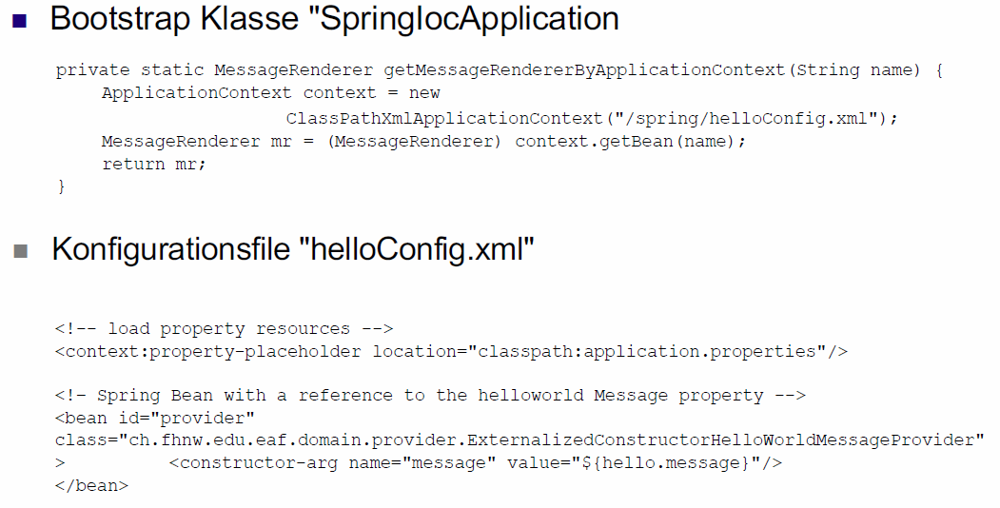 Bootstrap Klasse "SpringIocApplication
private static MessageRenderer getMessageRendererByApplicationContext(String name) {
ApplicationContext context = new
ClassPathXmlApplicationContext("/spring/helloConfig.xml");
MessageRenderer mr = (MessageRenderer) context.getBean(name);
return mr;
}
Konfigurationsfile "helloConfig.xml"
<!-- load property resources -->
<context:property-placeholder location="classpath:application.properties"/>
<!– Spring Bean with a reference to the helloworld Message property -->
<bean id="provider"
class="ch.fhnw.edu.eaf.domain.provider.ExternalizedConstructorHelloWorldMessageProvider"
> <constructor-arg name="message" value="${hello.message}"/>
</bean>